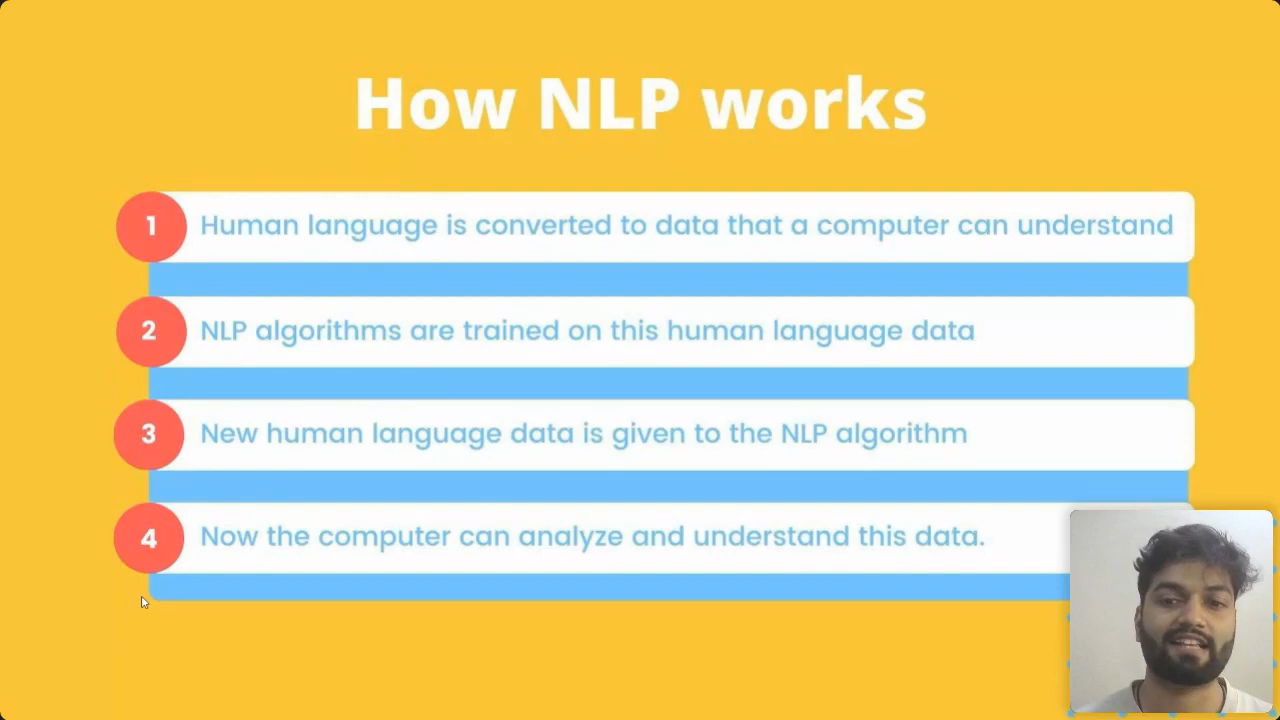 How NLP works
1 Human language is converted to data that a computer can understand
2 NLP algorithms are trained on this human language data
3 New human language data is given to the NLP algorithm
4 Now the computer can analyze and understand this data.